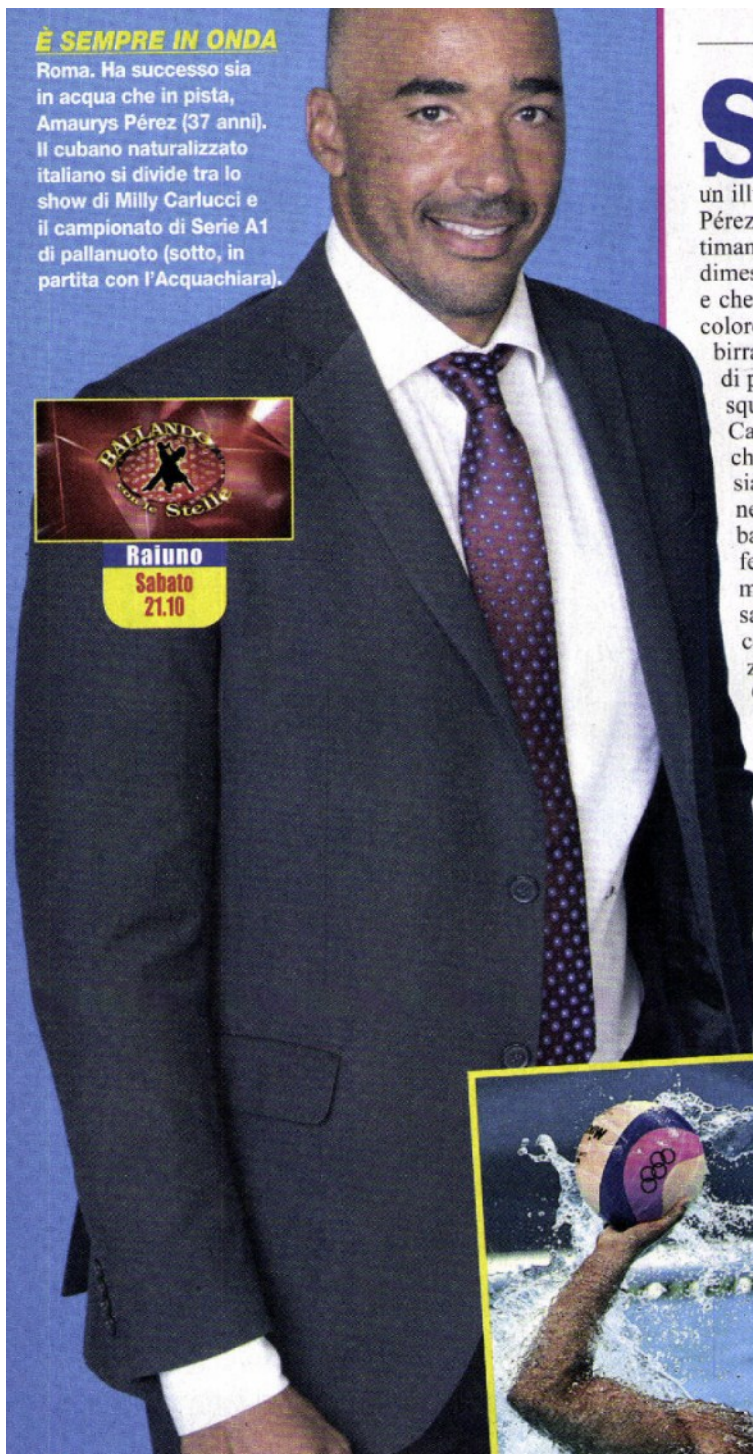 È SEMPRE IN ONDA
Roma. Ha successo sia
in acqua che in pista,
Amaurys Pérez (37 anni).
Il cubano naturalizzato
italiano si divide tra lo
show di Milly Carlucci e
il campionato di Serie A1
di pallanuoto (sotto, in
partita con l'Acquachiara).
BALLANDO
con le Stelle
Raiuno
Sabato
21.10
S
un ill
Pérez
timan
dimes
e che
color
birra
di p
squ
Ca
ch
sia
ne
ba
fe
m
sa
c
z